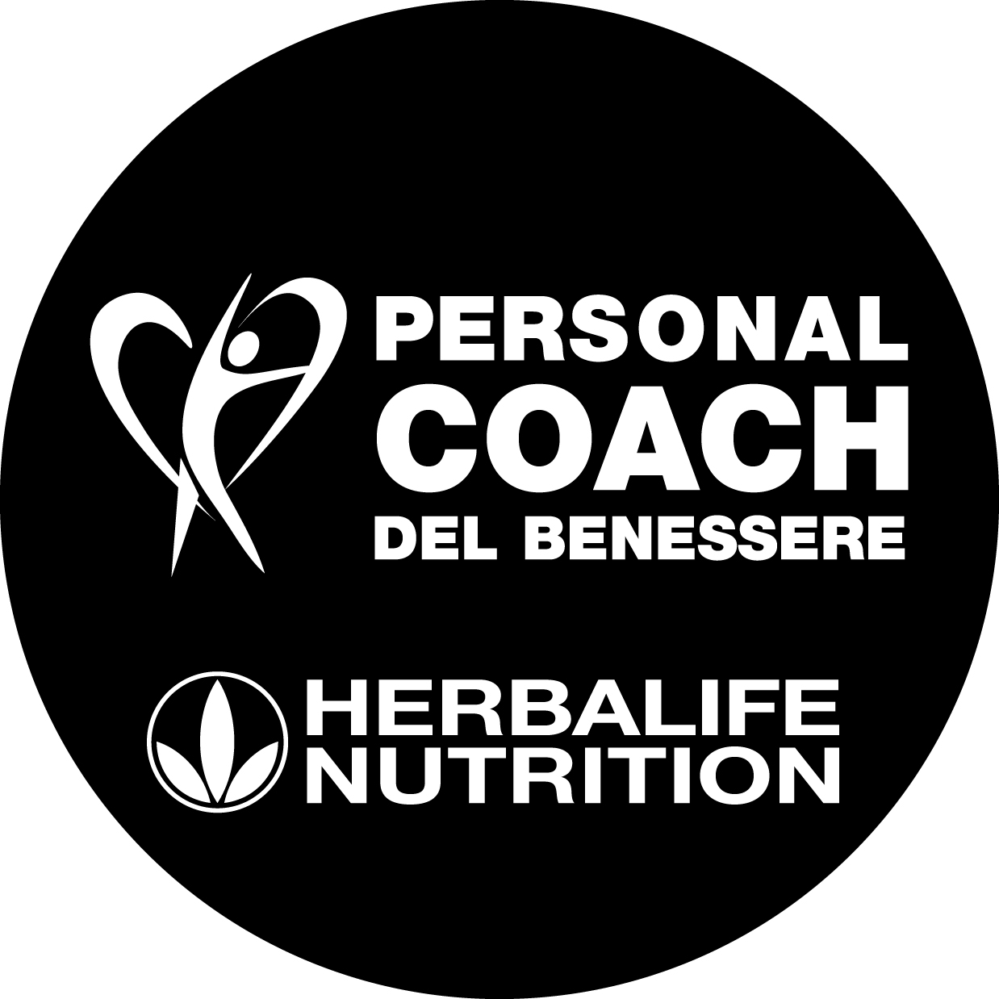 PERSONAL
COACH
DEL BENESSERE
HERBALIFE
NUTRITION